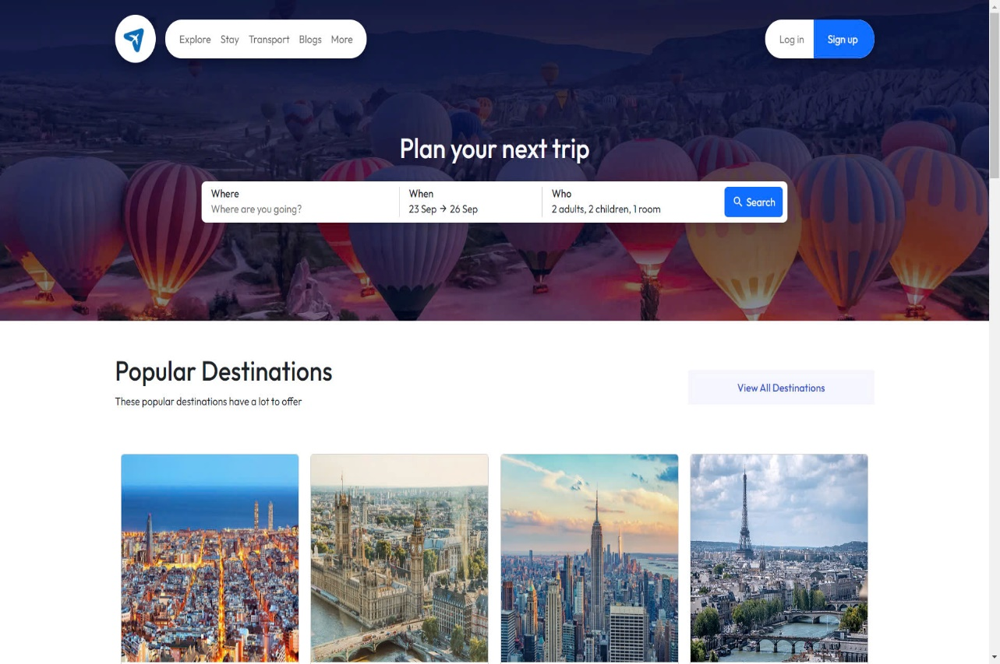 Explore Stay Transport Blogs More
Log in Sign up
Plan your next trip
Where
Where are you going?
When
23 Sep → 26 Sep
Who
2 adults, 2 children, 1 room
Search
Popular Destinations
These popular destinations have a lot to offer
View All Destinations